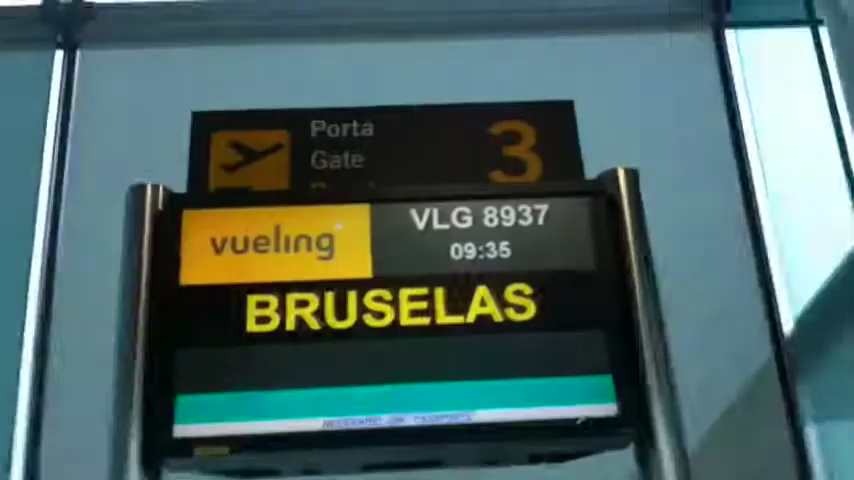 Porta
Gate
3
vueling
VLG 8937
09:35
BRUSELAS